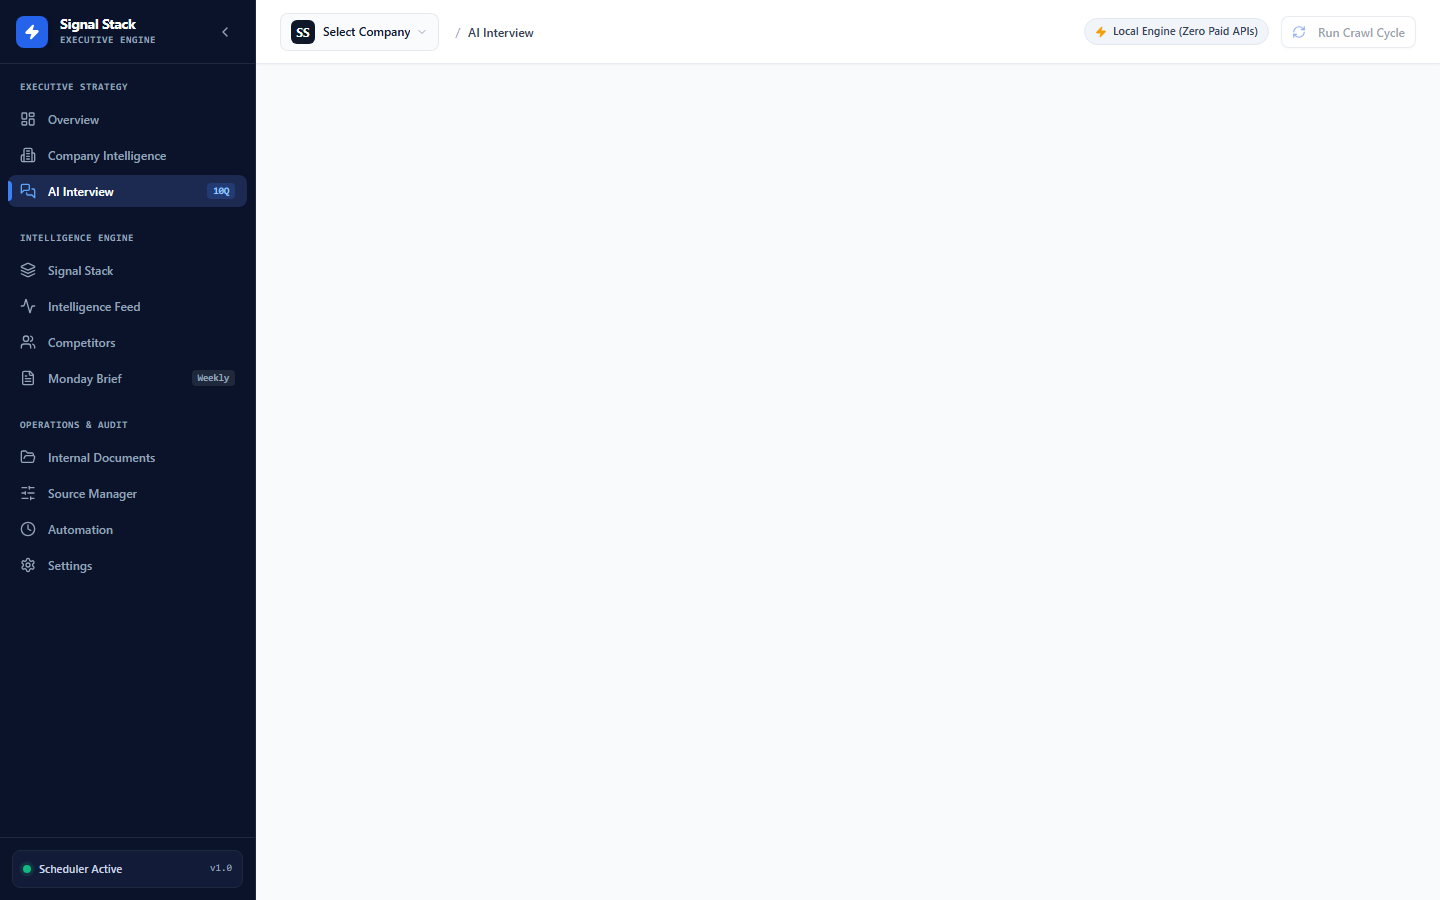 Signal Stack
EXECUTIVE ENGINE
SS Select Company
/ AI Interview
Local Engine (Zero Paid APIs)
Run Crawl Cycle
EXECUTIVE STRATEGY
Overview
Company Intelligence
AI Interview 10Q
INTELLIGENCE ENGINE
Signal Stack
Intelligence Feed
Competitors
Monday Brief Weekly
OPERATIONS & AUDIT
Internal Documents
Source Manager
Automation
Settings
Scheduler Active v1.0